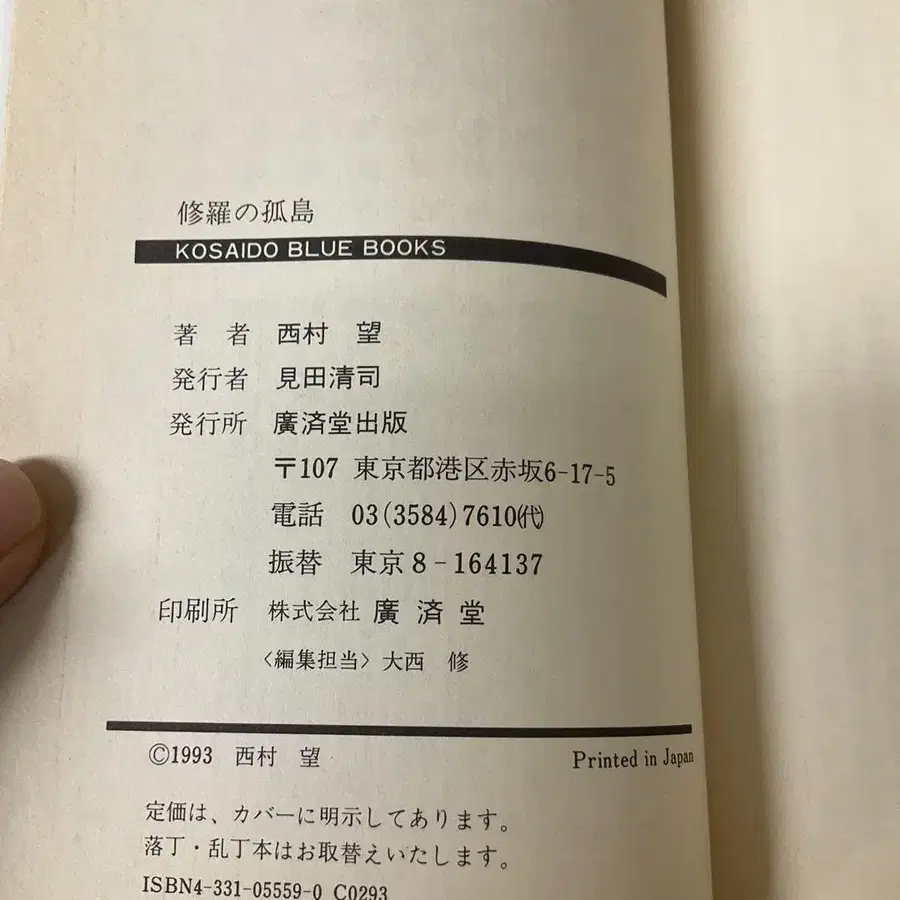 修羅の孤島
KOSAIDO BLUE BOOKS
著 者 西村 望
発行者 見田清司
発行所 廣済堂出版
〒107 東京都港区赤坂6-17-5
電話 03(3584)7610㈹
振替 東京8-164137
印刷所 株式会社 廣済堂
〈編集担当〉大西 修
©1993 西村 望
Printed in Japan
定価は、カバーに明示してあります。
落丁・乱丁本はお取替えいたします。
ISBN4-331-05559-0 C0293